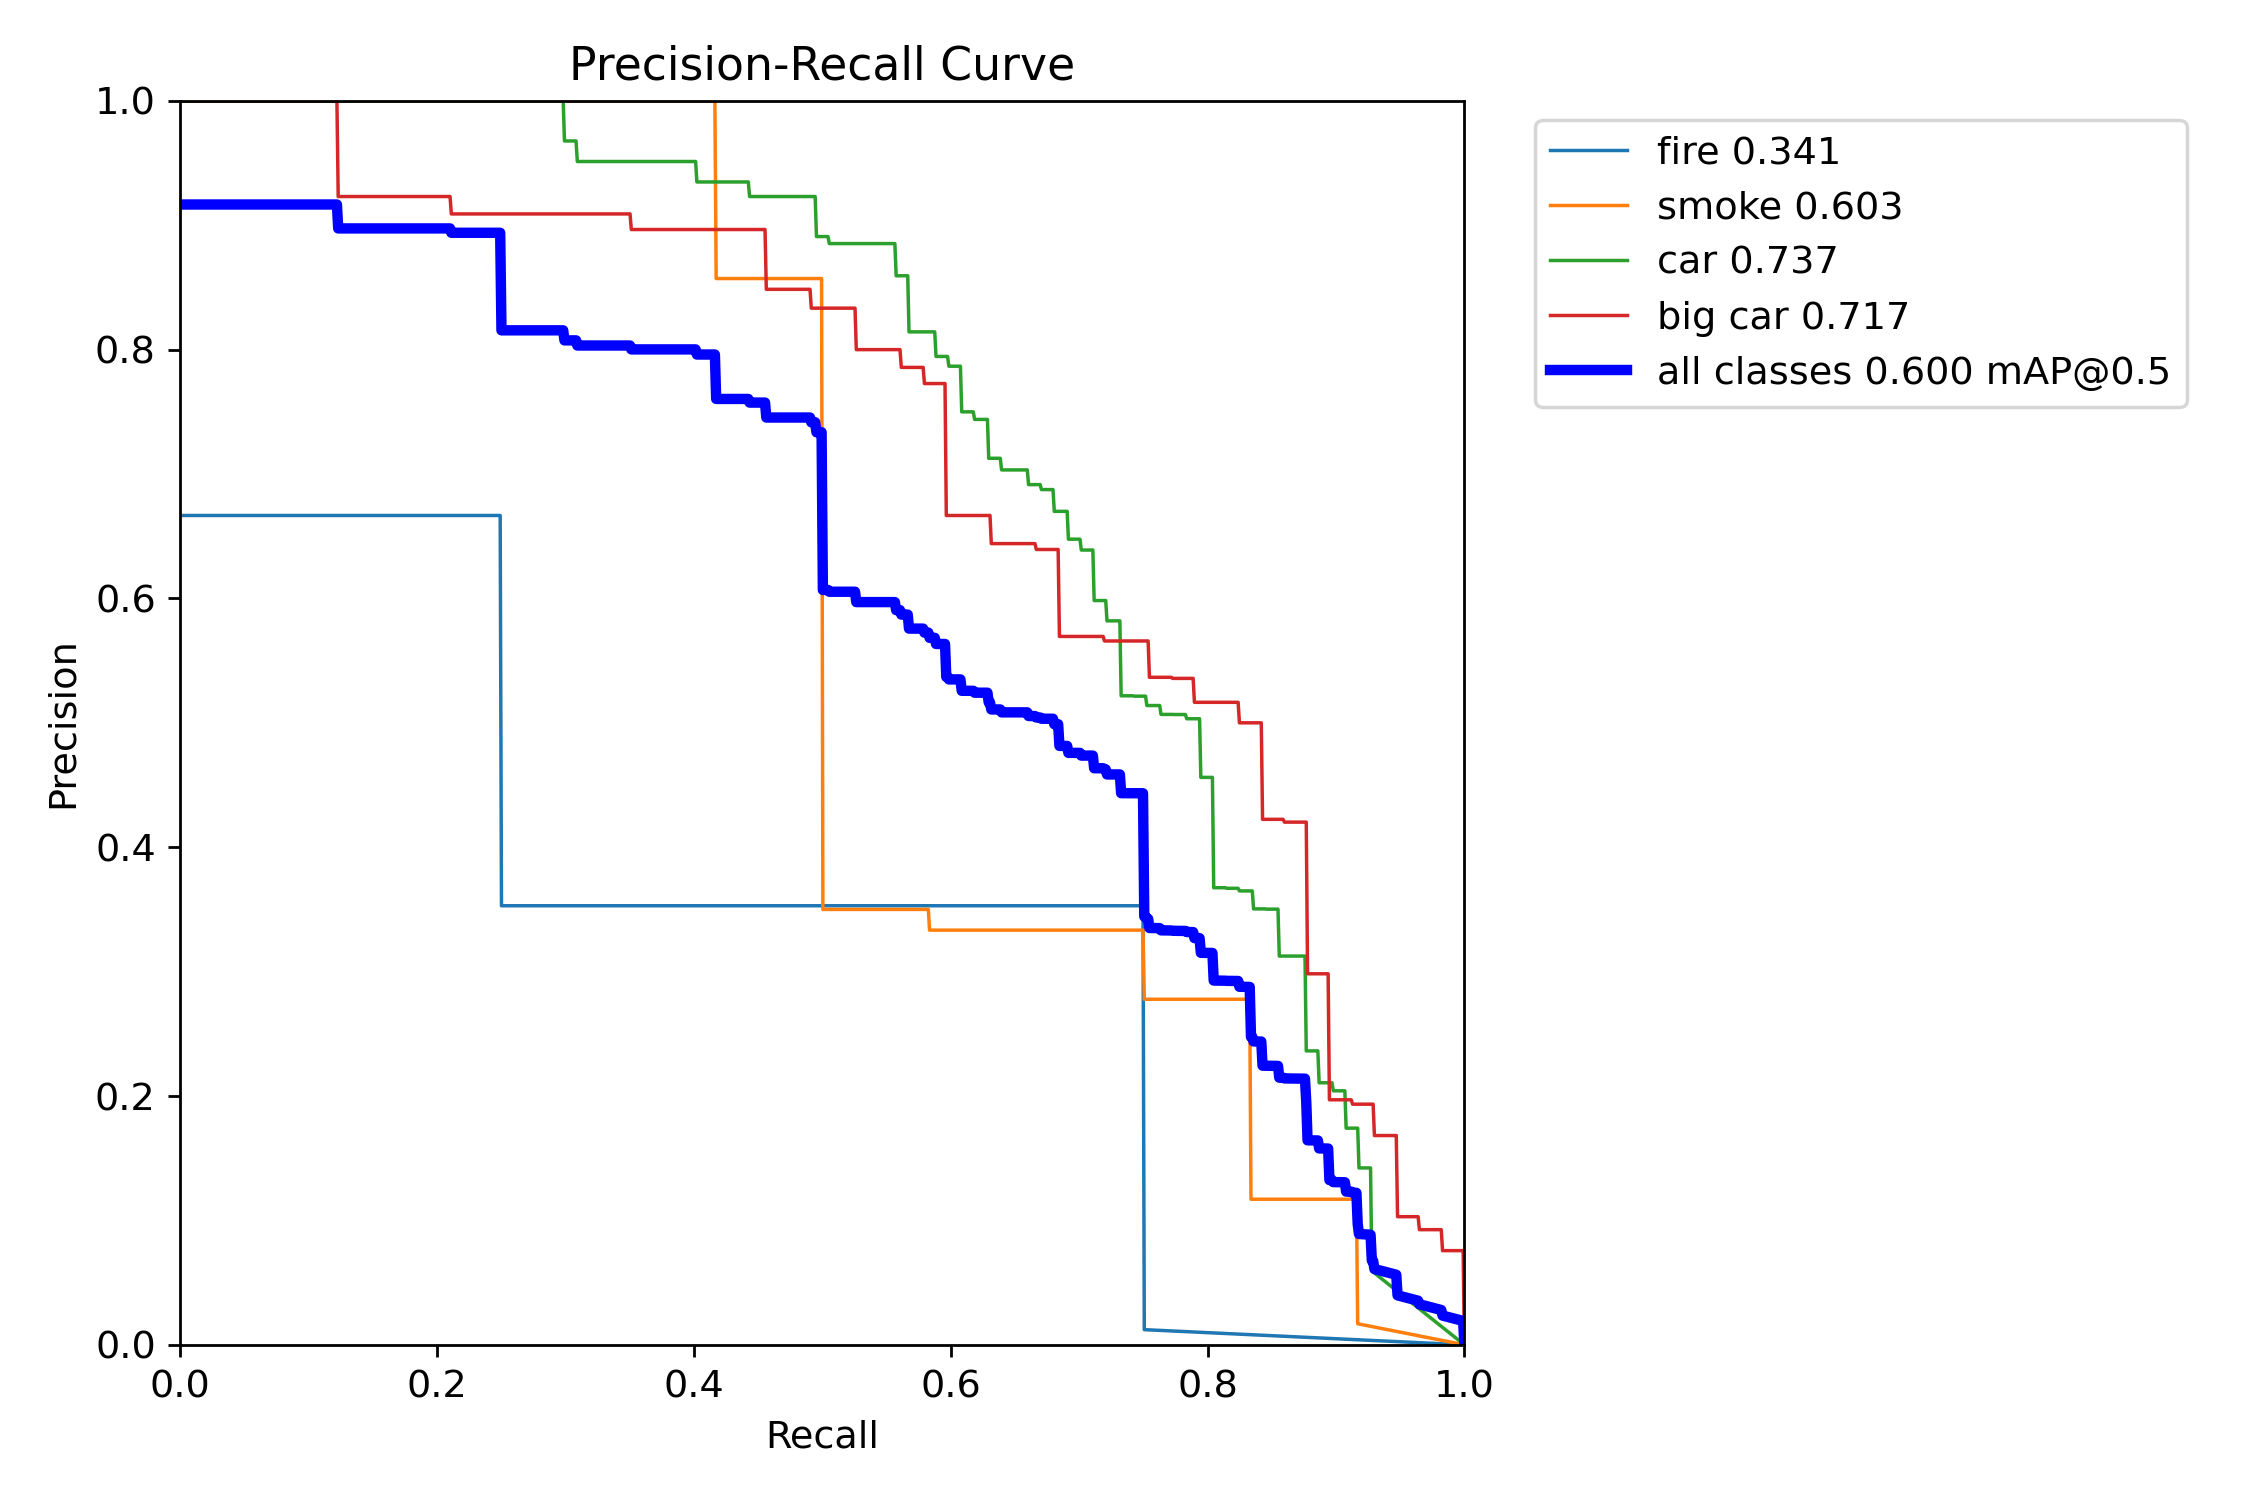 Precision-Recall Curve
1.0
0.8
0.6
0.4
0.2
0.0
Precision
0.0 0.2 0.4 0.6 0.8 1.0
Recall
fire 0.341
smoke 0.603
car 0.737
big car 0.717
all classes 0.600 mAP@0.5